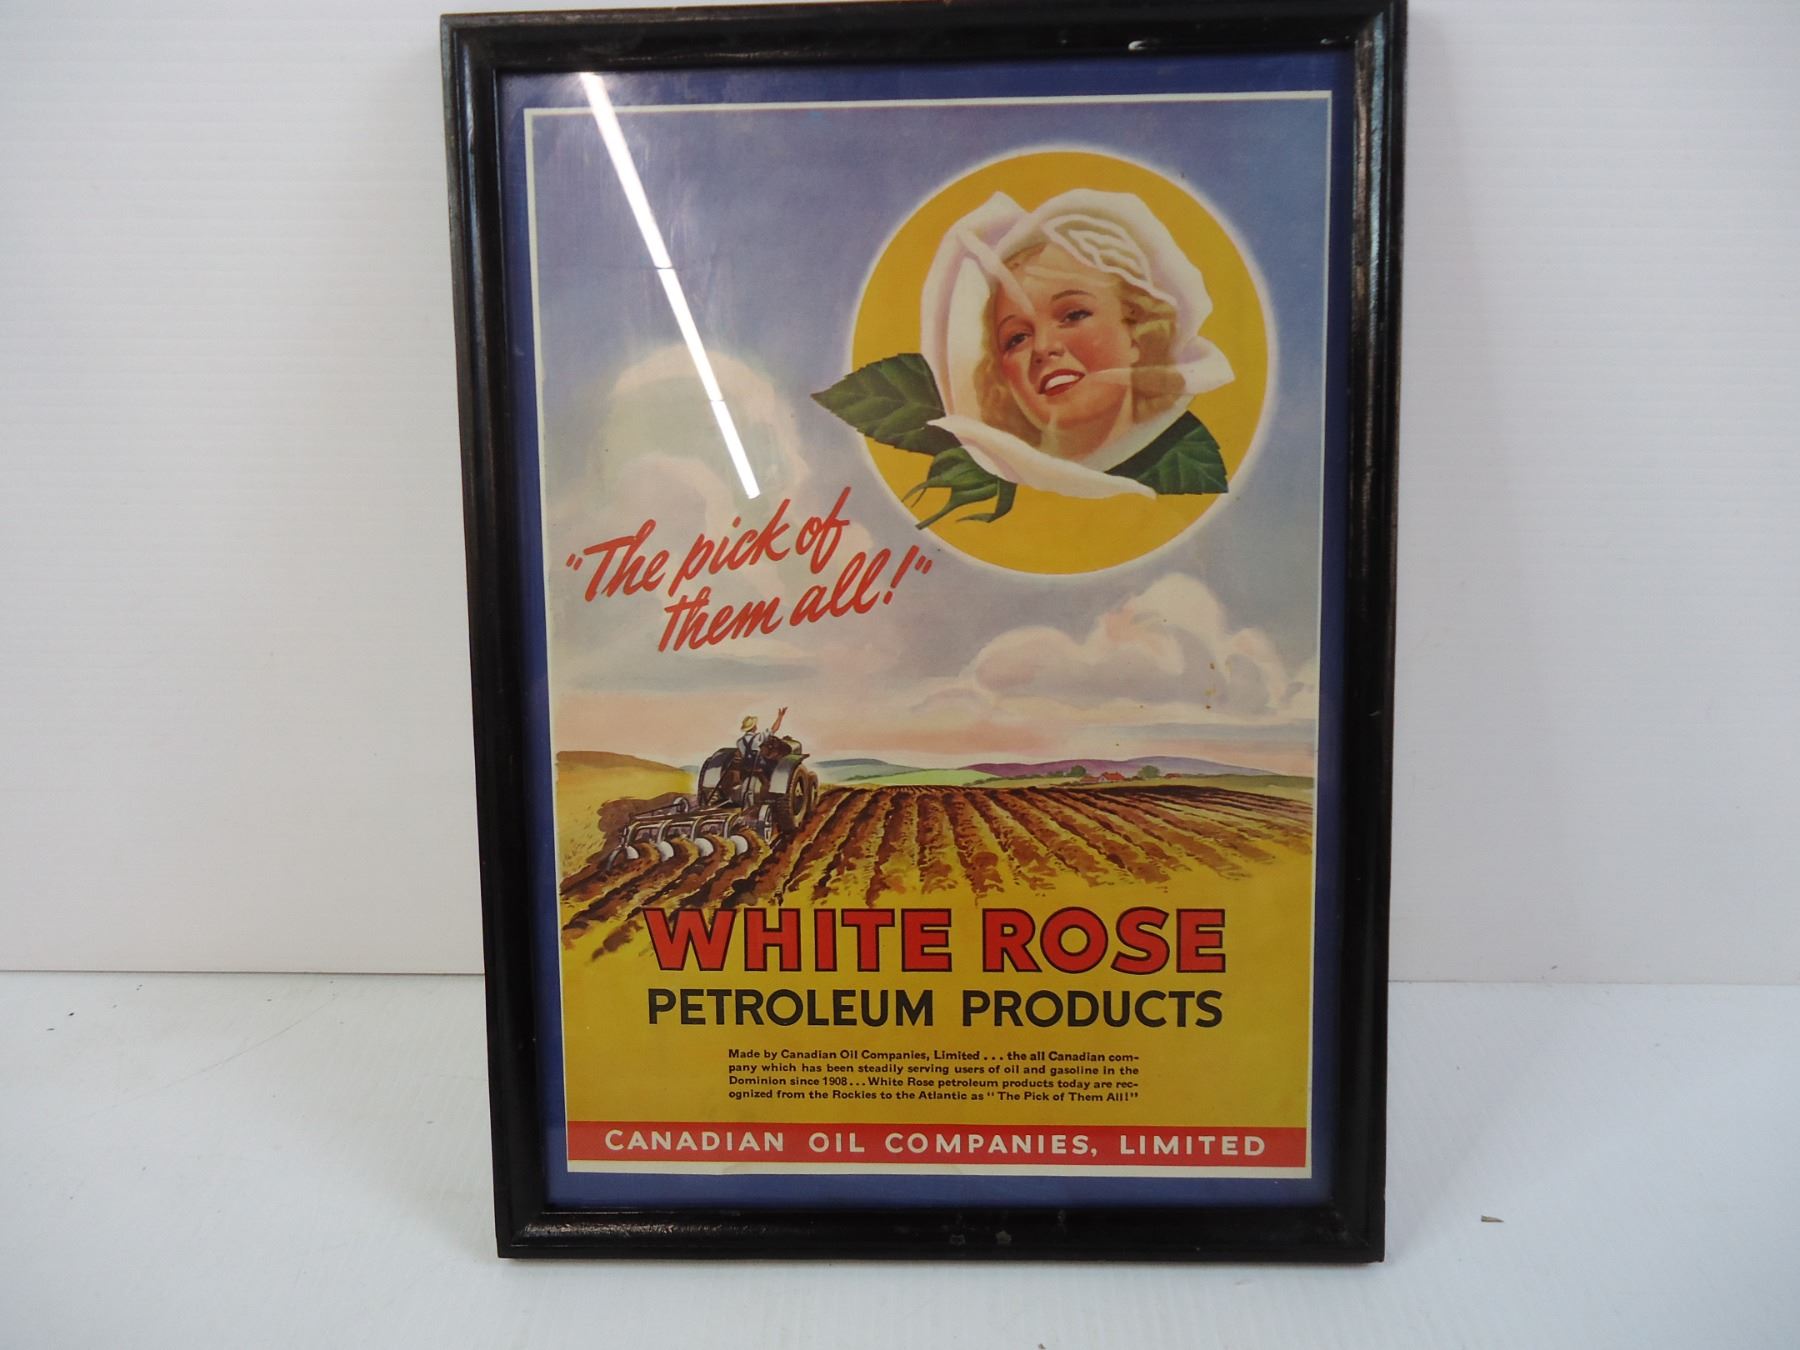 "The pick of
them all!"
WHITE ROSE
PETROLEUM PRODUCTS
Made by Canadian Oil Companies, Limited . . . the all Canadian com-
pany which has been steadily serving users of oil and gasoline in the
Dominion since 1908 . . . White Rose petroleum products today are rec-
ognized from the Rockies to the Atlantic as "The Pick of Them All!"
CANADIAN OIL COMPANIES, LIMITED